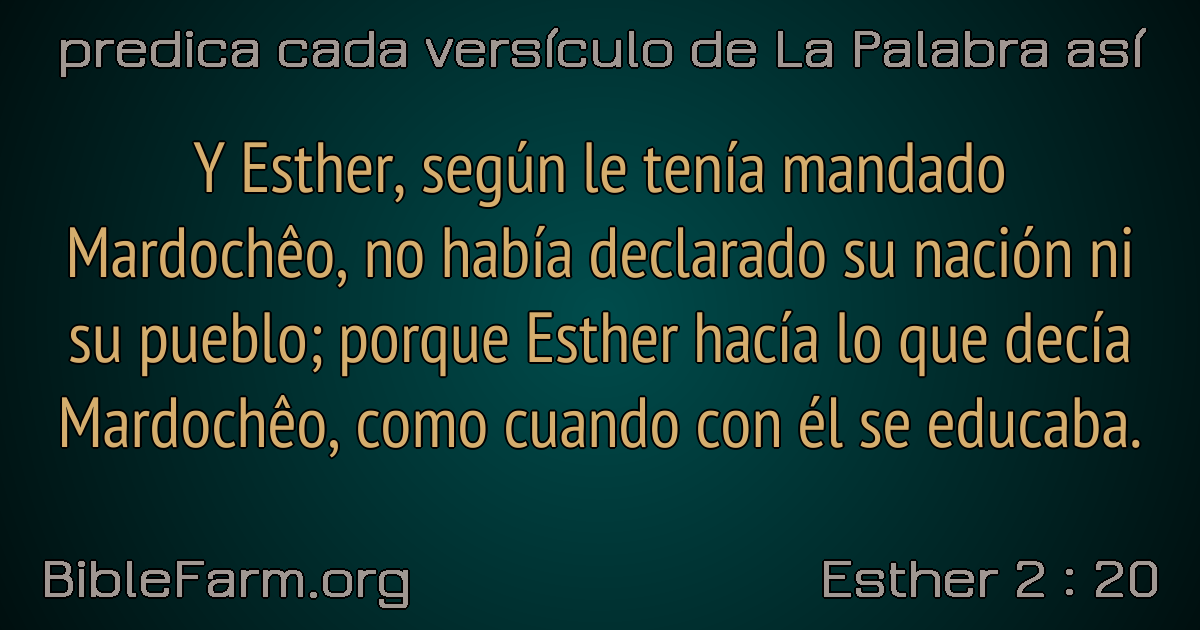 predica cada versículo de La Palabra así
Y Esther, según le tenía mandado
Mardochêo, no había declarado su nación ni
su pueblo; porque Esther hacía lo que decía
Mardochêo, como cuando con él se educaba.
BibleFarm.org
Esther 2 : 20